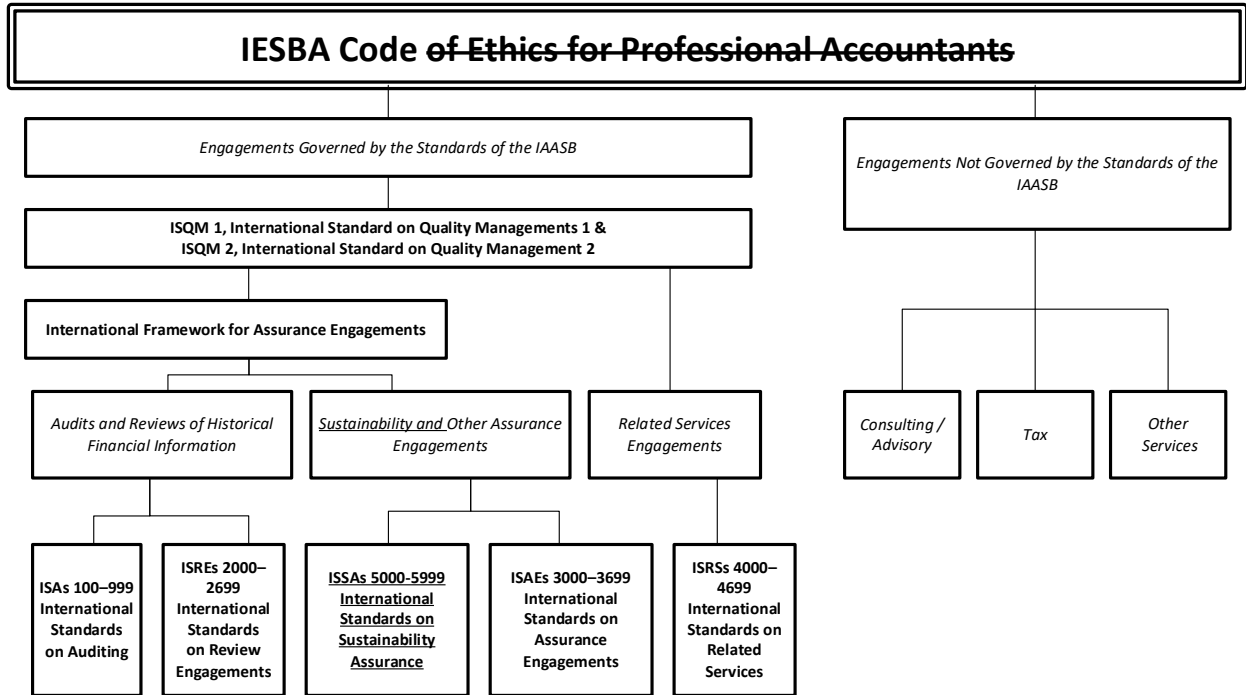 IESBA Code of Ethics for Professional Accountants
Engagements Governed by the Standards of the IAASB
Engagements Not Governed by the Standards of the
IAASB
ISQM 1, International Standard on Quality Managements 1 &
ISQM 2, International Standard on Quality Management 2
International Framework for Assurance Engagements
Audits and Reviews of Historical
Financial Information
Sustainability and Other Assurance
Engagements
Related Services
Engagements
Consulting /
Advisory
Tax
Other
Services
ISAs 100–999
International
Standards
on Auditing
ISREs 2000–
2699
International
Standards
on Review
Engagements
ISSAs 5000-5999
International
Standards on
Sustainability
Assurance
ISAEs 3000–3699
International
Standards on
Assurance
Engagements
ISRSs 4000–
4699
International
Standards on
Related
Services